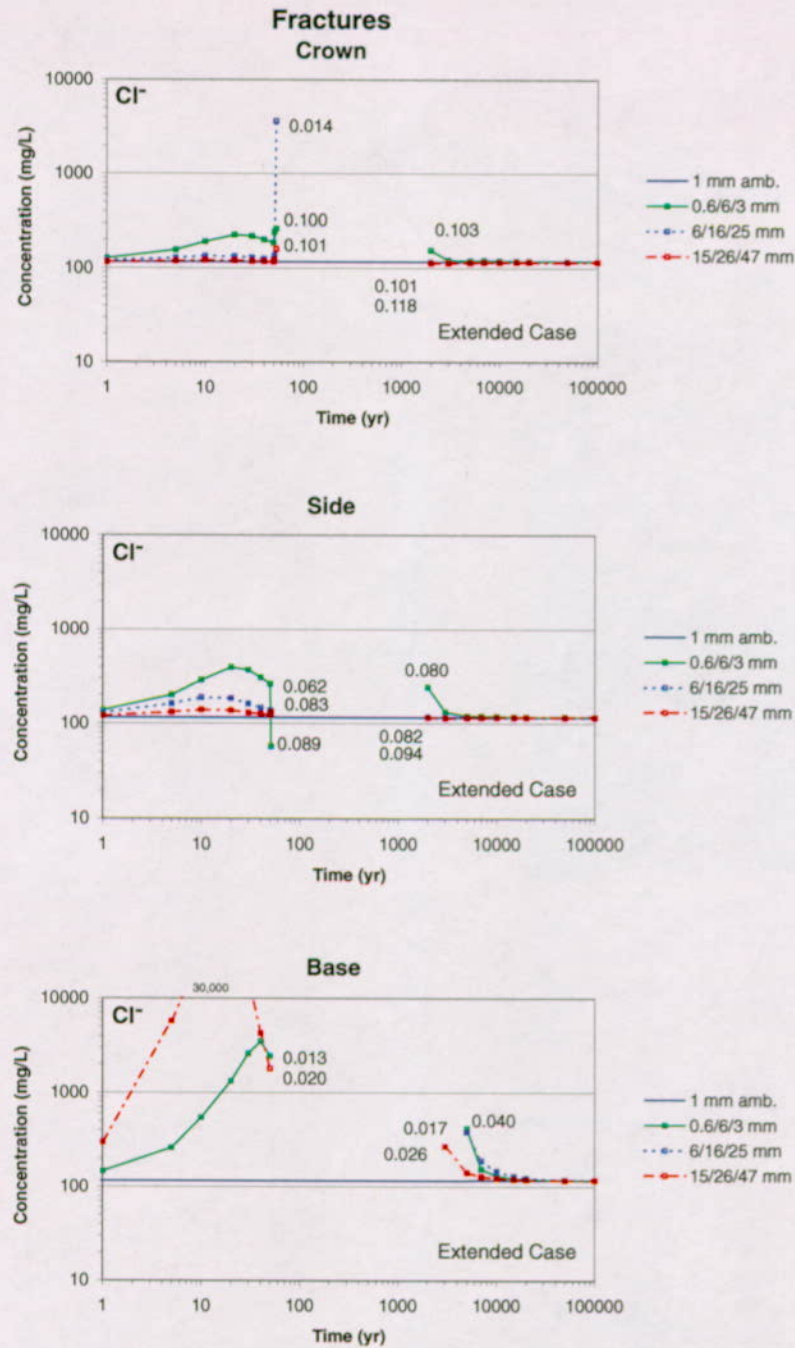 Fractures
Crown
Cl⁻
Concentration (mg/L)
10000
1000
100
10
0.014
0.100
0.101
0.103
0.101
0.118
Extended Case
1 10 100 1000 10000 100000
Time (yr)
1 mm amb.
0.6/6/3 mm
6/16/25 mm
15/26/47 mm
Side
Cl⁻
Concentration (mg/L)
10000
1000
100
10
0.062
0.083
0.089
0.080
0.082
0.094
Extended Case
1 10 100 1000 10000 100000
Time (yr)
1 mm amb.
0.6/6/3 mm
6/16/25 mm
15/26/47 mm
Base
Cl⁻
30,000
Concentration (mg/L)
10000
1000
100
10
0.013
0.020
0.017
0.026
0.040
Extended Case
1 10 100 1000 10000 100000
Time (yr)
1 mm amb.
0.6/6/3 mm
6/16/25 mm
15/26/47 mm